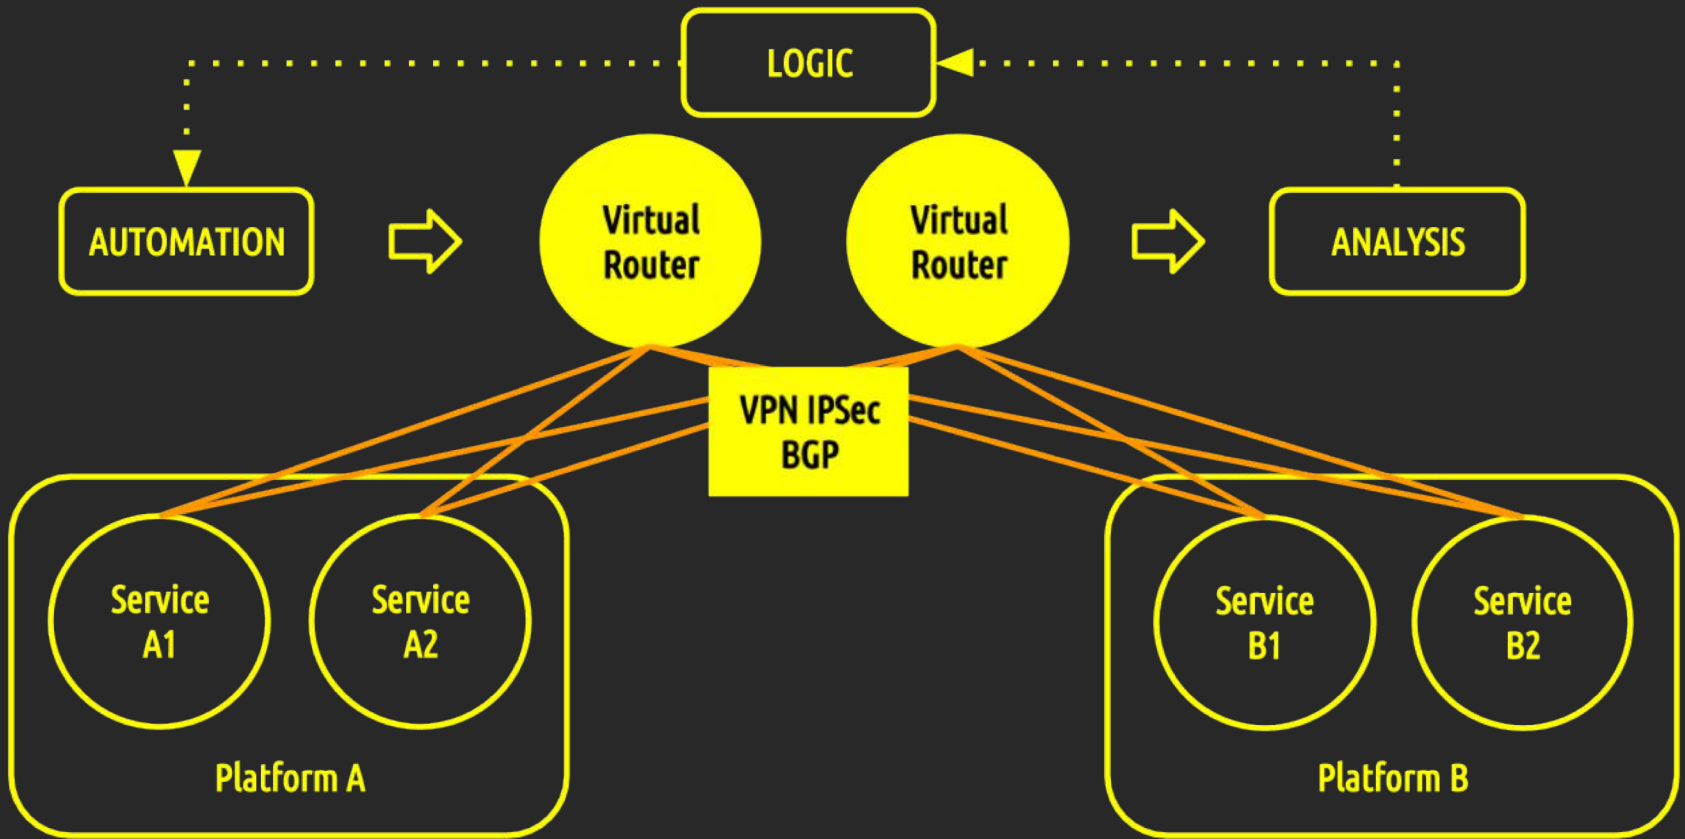 LOGIC
AUTOMATION
Virtual
Router
Virtual
Router
ANALYSIS
VPN IPSec
BGP
Service
A1
Service
A2
Platform A
Service
B1
Service
B2
Platform B